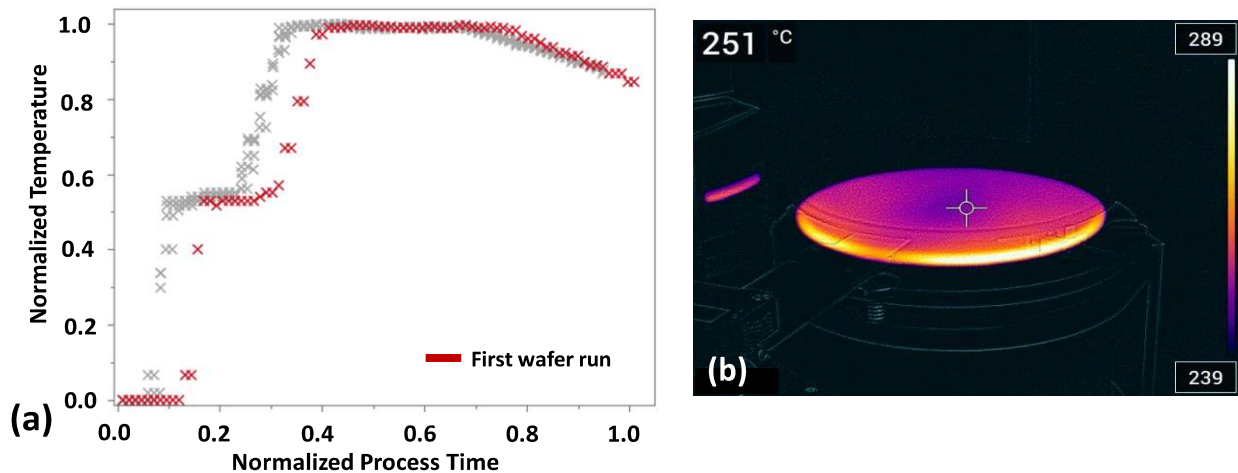 (a)
Normalized Temperature
1.0
0.8
0.6
0.4
0.2
0.0
First wafer run
0.0 0.2 0.4 0.6 0.8 1.0
Normalized Process Time
251 °C
289
(b)
239